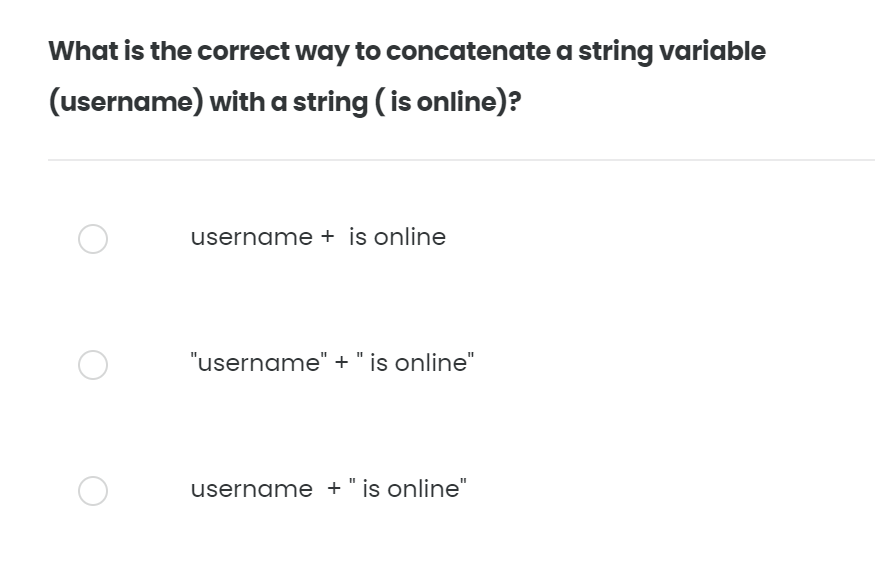 What is the correct way to concatenate a string variable
(username) with a string ( is online)?
username +  is online
"username" + " is online"
username  + " is online"